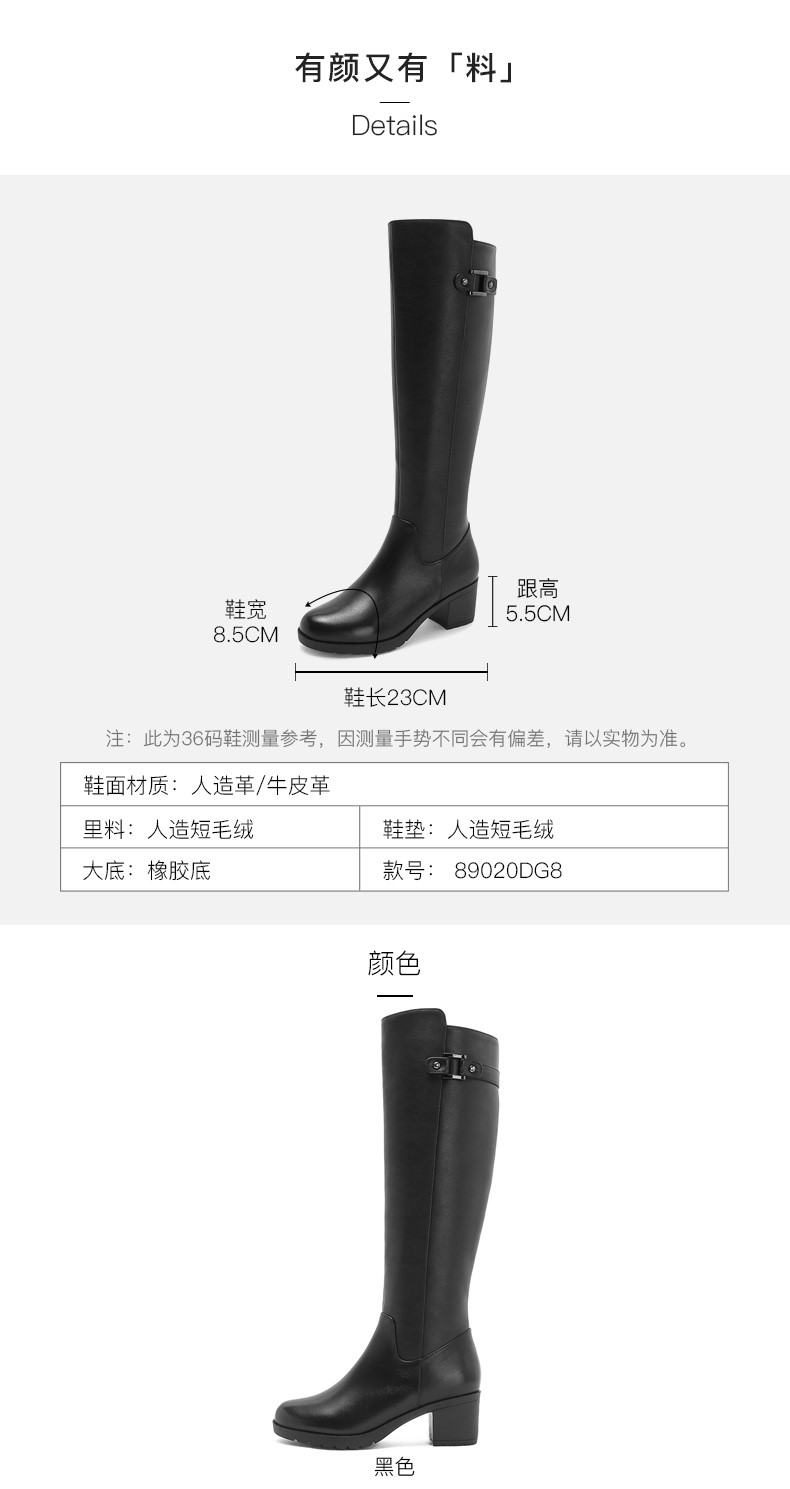 有颜又有「料」
Details
鞋宽
8.5CM
跟高
5.5CM
鞋长23CM
注：此为36码鞋测量参考，因测量手势不同会有偏差，请以实物为准。
鞋面材质：人造革/牛皮革
里料：人造短毛绒
鞋垫：人造短毛绒
大底：橡胶底
款号： 89020DG8
颜色
黑色